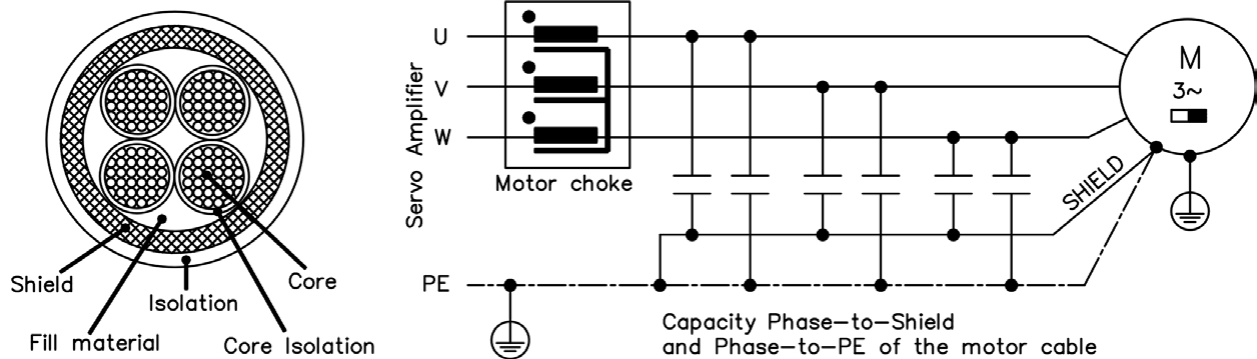 Shield
Fill material
Isolation
Core Isolation
Core
Servo Amplifier
U
V
W
PE
Motor choke
SHIELD
M
3~
Capacity Phase-to-Shield
and Phase-to-PE of the motor cable